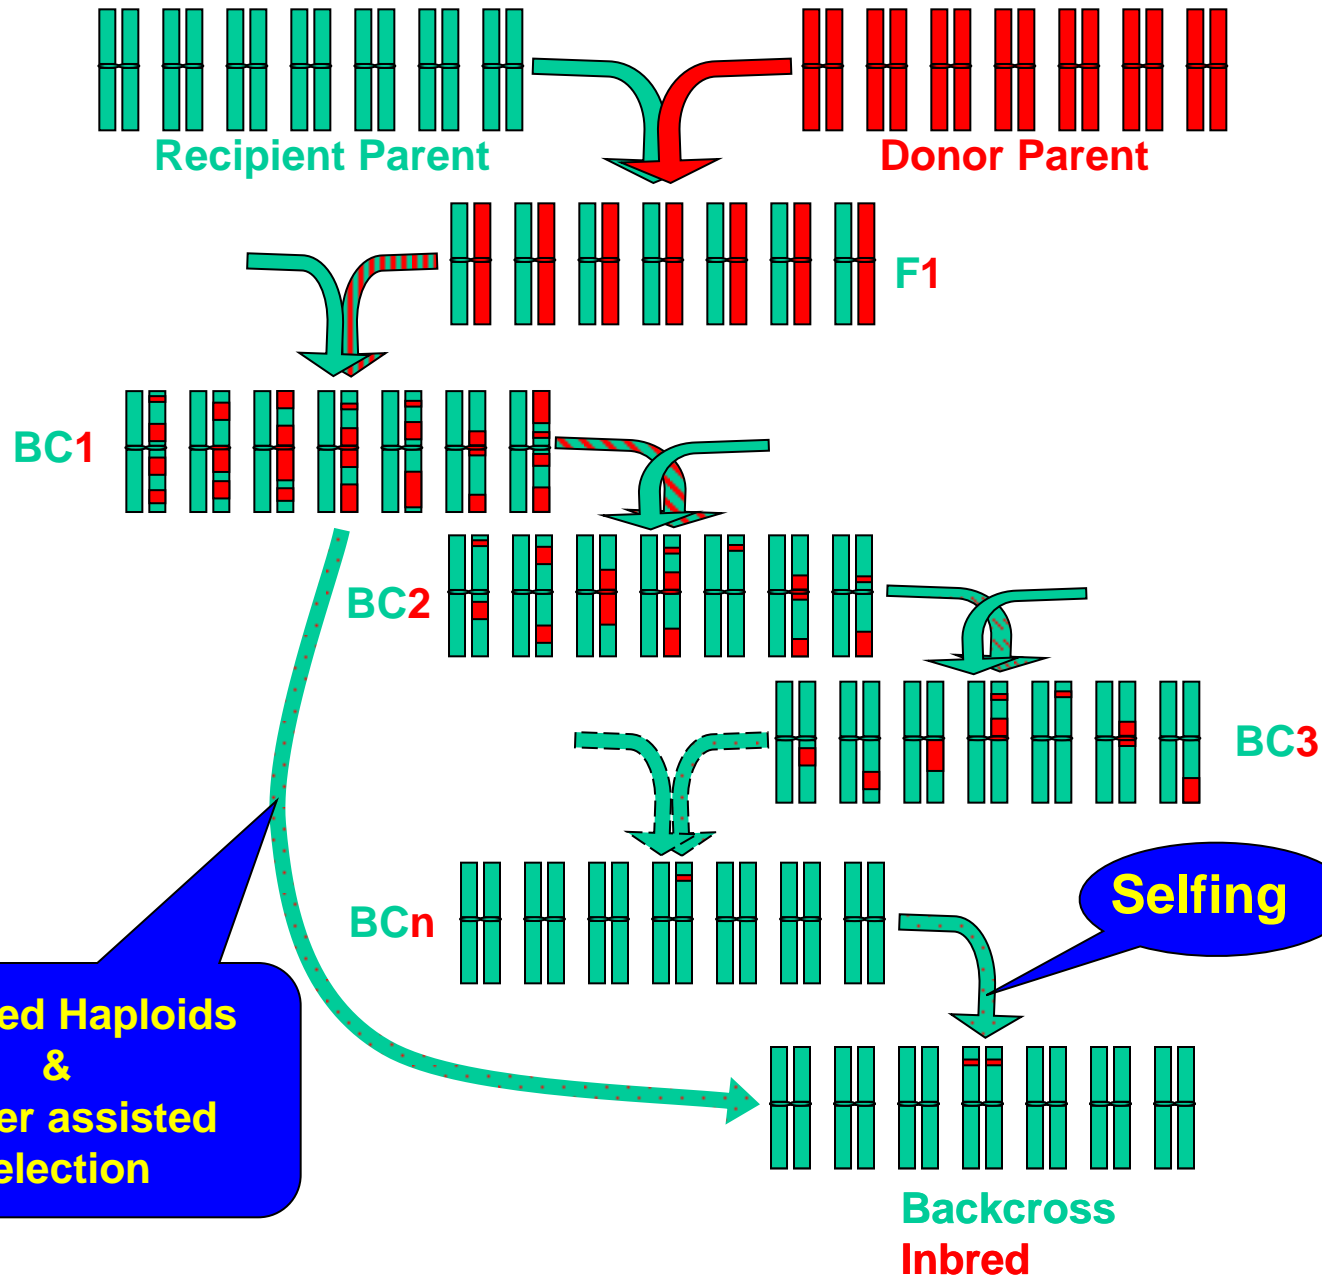 Recipient Parent
Donor Parent
F1
BC1
BC2
BC3
BCn
Selfing
ed Haploids
&
er assisted
election
Backcross
Inbred